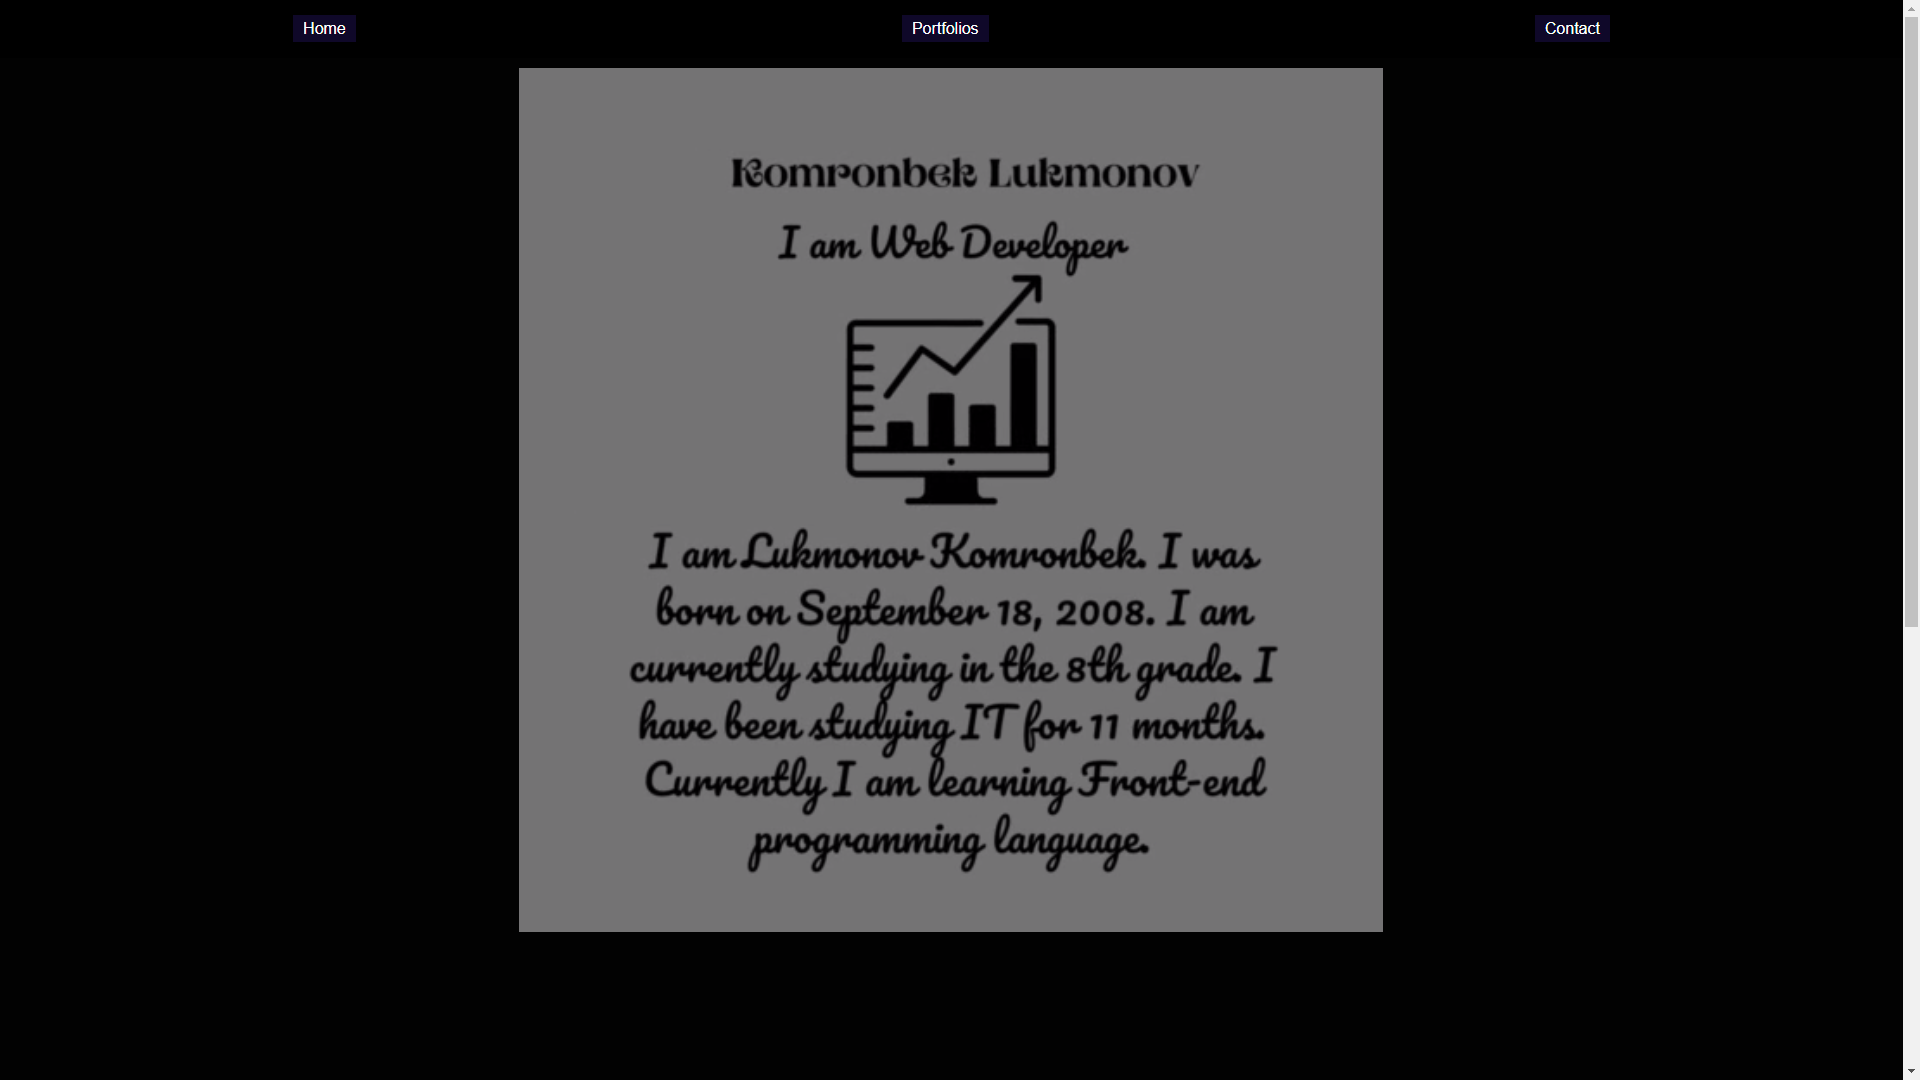 Home Portfolios Contact
Komronbek Lukmonov
I am Web Developer
I am Lukmonov Komronbek. I was
born on September 18, 2008. I am
currently studying in the 8th grade. I
have been studying IT for 11 months.
Currently I am learning Front-end
programming language.